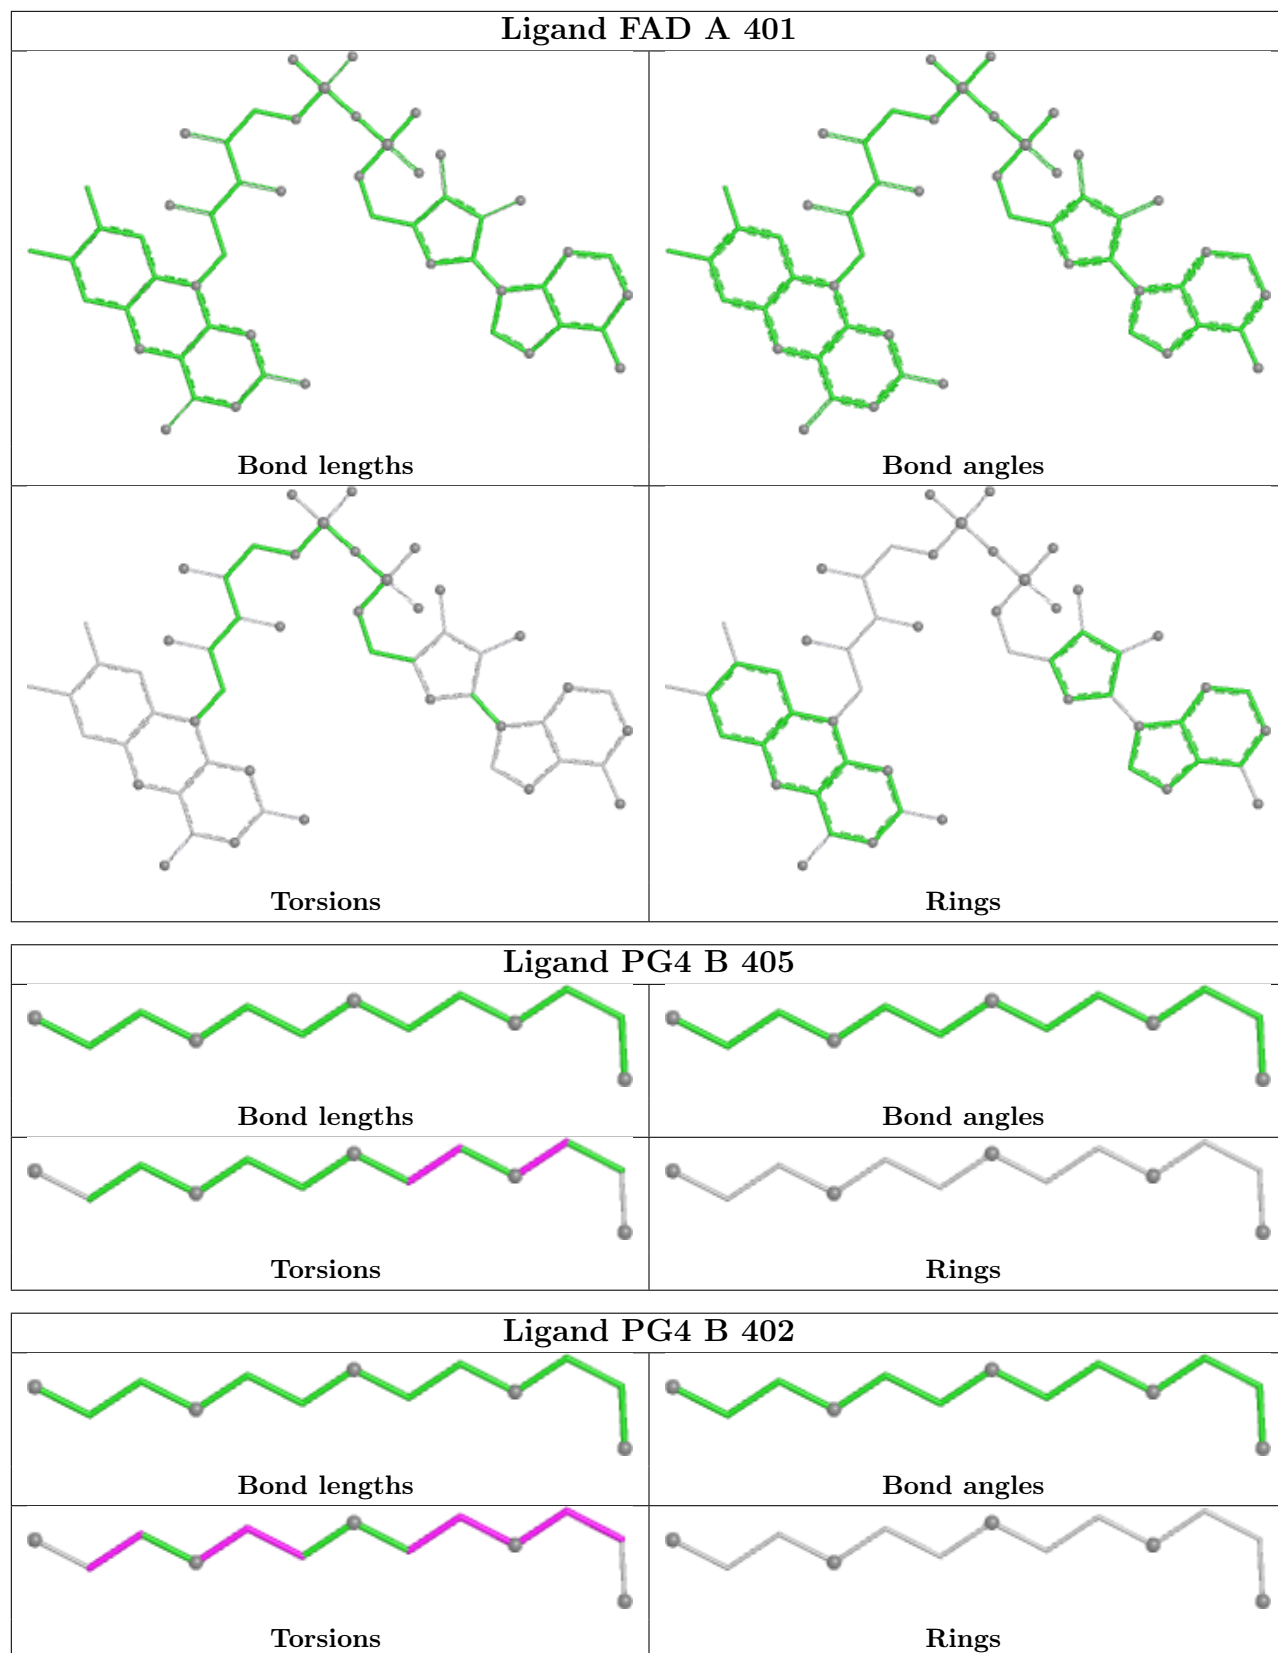 Ligand FAD A 401
Bond lengths
Bond angles
Torsions
Rings
Ligand PG4 B 405
Bond lengths
Bond angles
Torsions
Rings
Ligand PG4 B 402
Bond lengths
Bond angles
Torsions
Rings